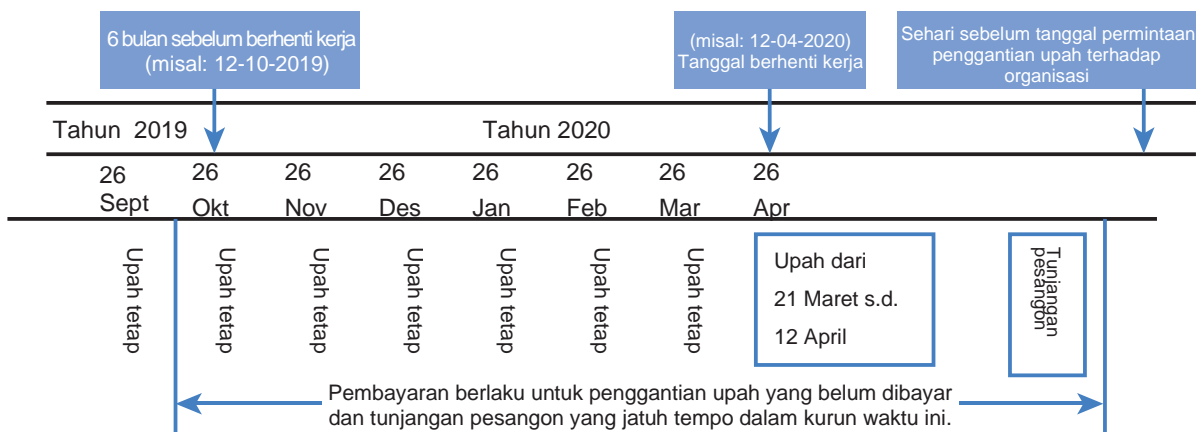 6 bulan sebelum berhenti kerja
(misal: 12-10-2019)
(misal: 12-04-2020)
Tanggal berhenti kerja
Sehari sebelum tanggal permintaan
penggantian upah terhadap
organisasi
Tahun 2019
Tahun 2020
26 26 26 26 26 26 26 26
Sept Okt Nov Des Jan Feb Mar Apr
Upah tetap
Upah tetap
Upah tetap
Upah tetap
Upah tetap
Upah tetap
Upah tetap
Upah dari
21 Maret s.d.
12 April
Tunjangan
pesangon
Pembayaran berlaku untuk penggantian upah yang belum dibayar
dan tunjangan pesangon yang jatuh tempo dalam kurun waktu ini.